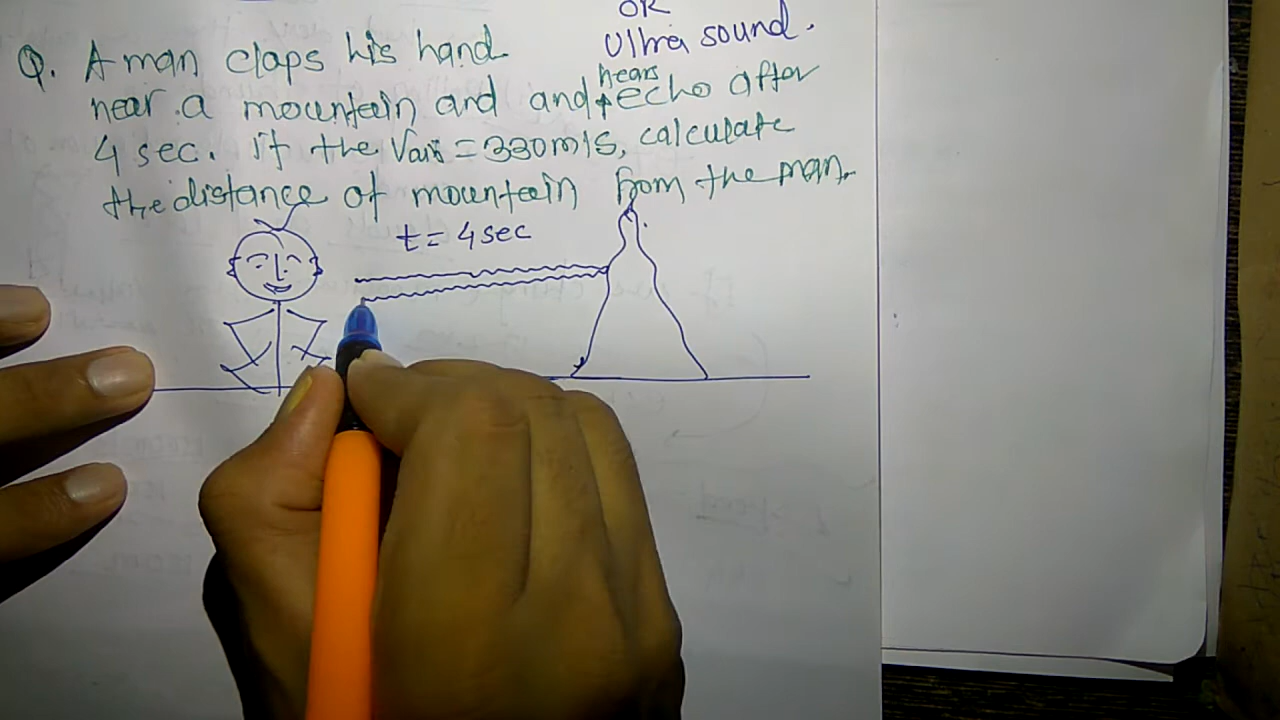 OR
Ultra sound.
Q. A man claps his hand
near a mountain and and hears echo after
4 sec. If the Vair = 330m/s, calculate
the distance of mountain from the man.
t = 4 sec